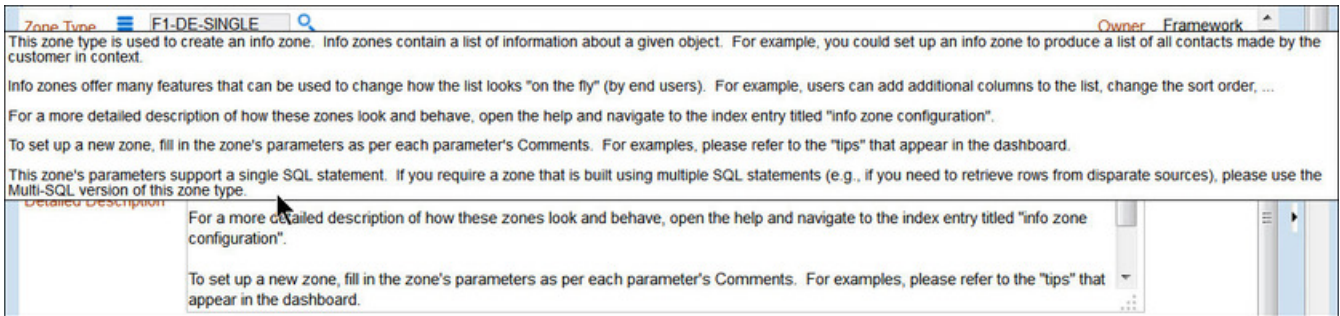 Zone Type F1-DE-SINGLE Owner Framework
This zone type is used to create an info zone. Info zones contain a list of information about a given object. For example, you could set up an info zone to produce a list of all contacts made by the
customer in context.
Info zones offer many features that can be used to change how the list looks "on the fly" (by end users). For example, users can add additional columns to the list, change the sort order, ...
For a more detailed description of how these zones look and behave, open the help and navigate to the index entry titled "info zone configuration".
To set up a new zone, fill in the zone's parameters as per each parameter's Comments. For examples, please refer to the "tips" that appear in the dashboard.
This zone's parameters support a single SQL statement. If you require a zone that is built using multiple SQL statements (e.g., if you need to retrieve rows from disparate sources), please use the
Multi-SQL version of this zone type.
Detailed Description
For a more detailed description of how these zones look and behave, open the help and navigate to the index entry titled "info zone
configuration".
To set up a new zone, fill in the zone's parameters as per each parameter's Comments. For examples, please refer to the "tips" that
appear in the dashboard.